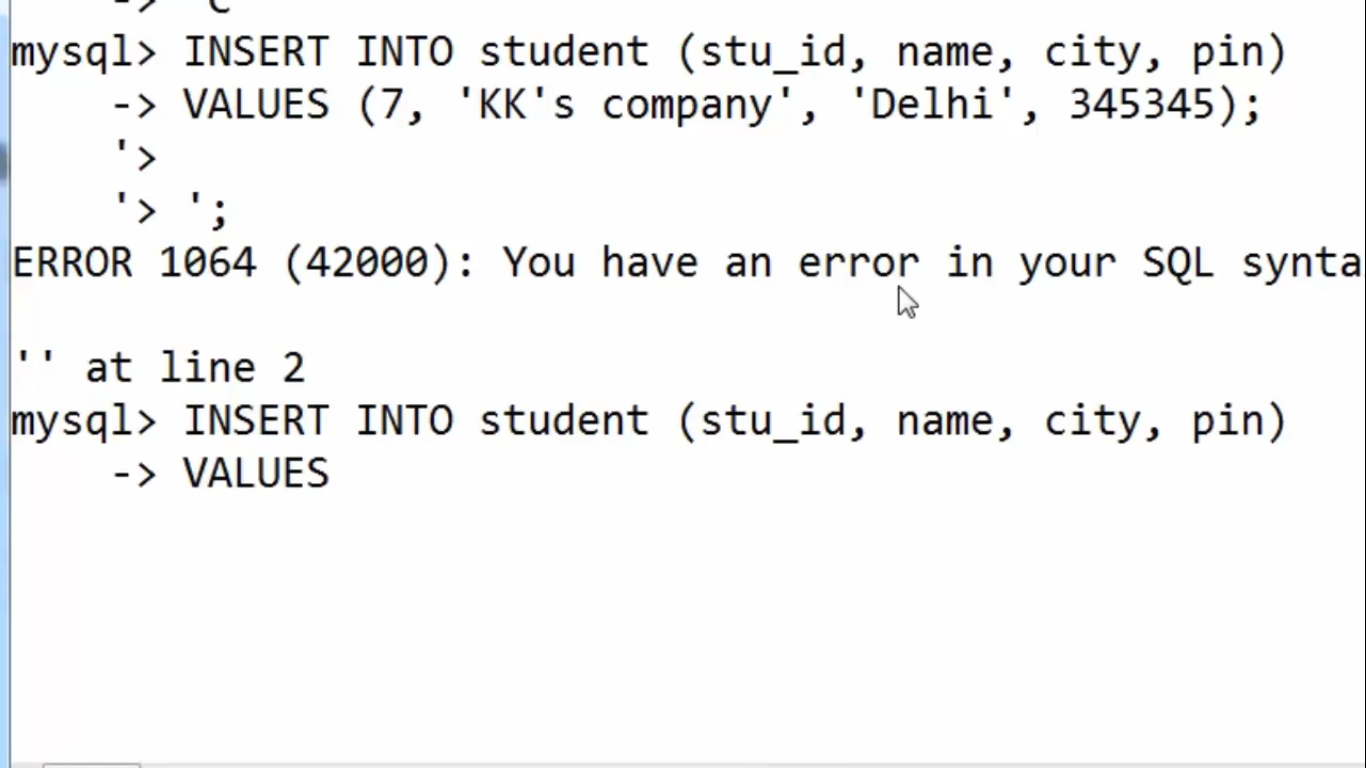 -> 'c
mysql> INSERT INTO student (stu_id, name, city, pin)
-> VALUES (7, 'KK's company', 'Delhi', 345345);
'>
'> ';
ERROR 1064 (42000): You have an error in your SQL synta
'' at line 2
mysql> INSERT INTO student (stu_id, name, city, pin)
-> VALUES